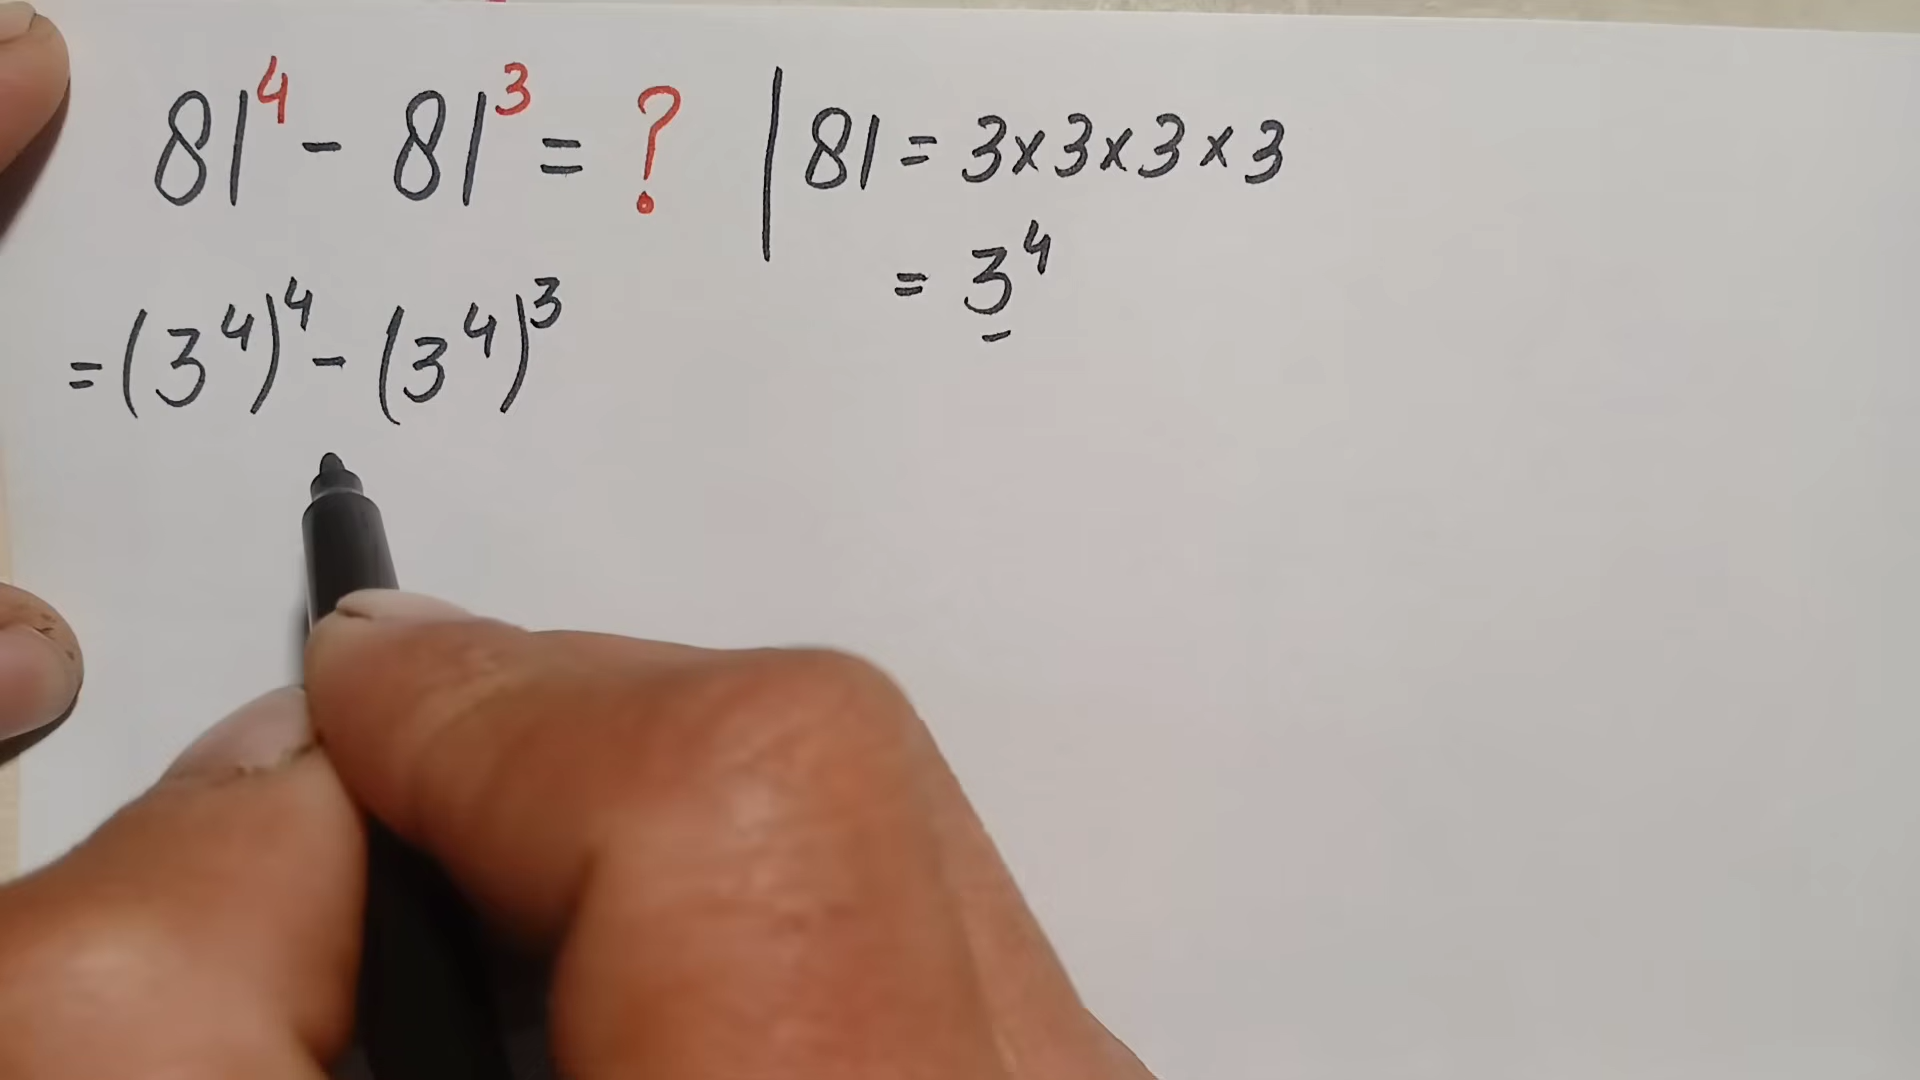 81⁴ - 81³ = ? | 81 = 3×3×3×3
= 3⁴
= (3⁴)⁴ - (3⁴)³